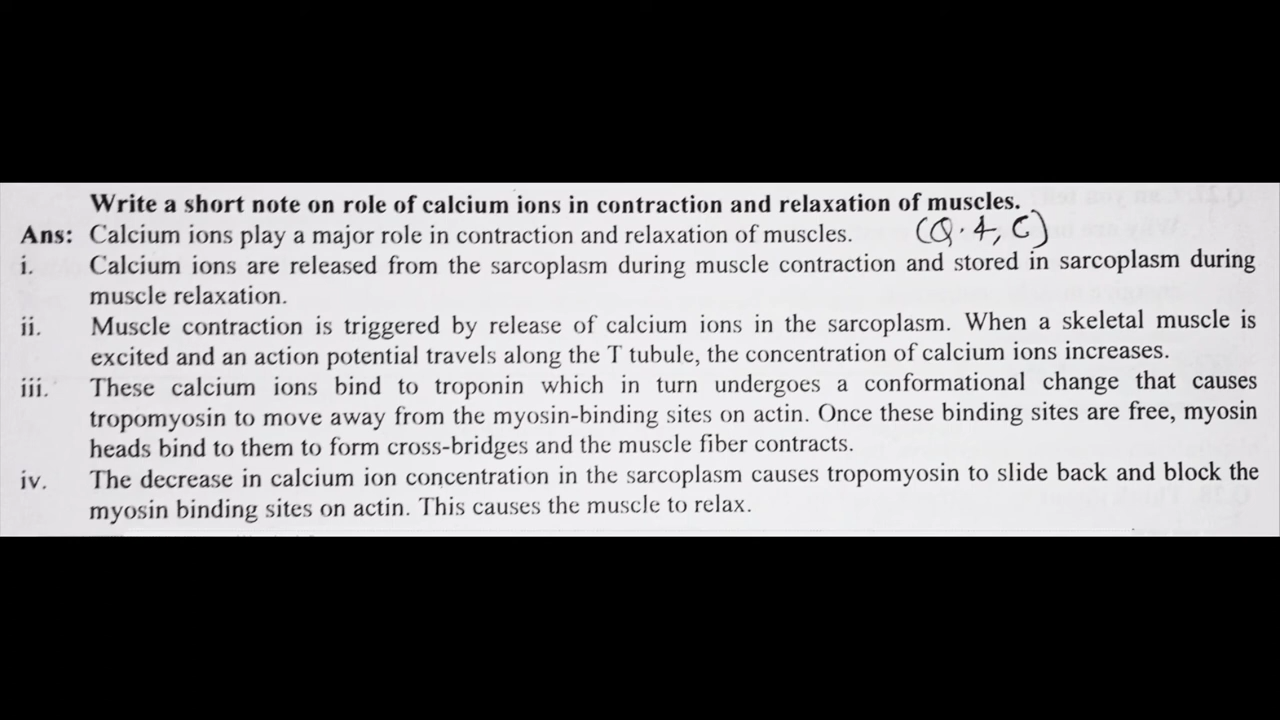 Write a short note on role of calcium ions in contraction and relaxation of muscles.
Ans: Calcium ions play a major role in contraction and relaxation of muscles. (Q.4, C)
i. Calcium ions are released from the sarcoplasm during muscle contraction and stored in sarcoplasm during
muscle relaxation.
ii. Muscle contraction is triggered by release of calcium ions in the sarcoplasm. When a skeletal muscle is
excited and an action potential travels along the T tubule, the concentration of calcium ions increases.
iii. These calcium ions bind to troponin which in turn undergoes a conformational change that causes
tropomyosin to move away from the myosin-binding sites on actin. Once these binding sites are free, myosin
heads bind to them to form cross-bridges and the muscle fiber contracts.
iv. The decrease in calcium ion concentration in the sarcoplasm causes tropomyosin to slide back and block the
myosin binding sites on actin. This causes the muscle to relax.